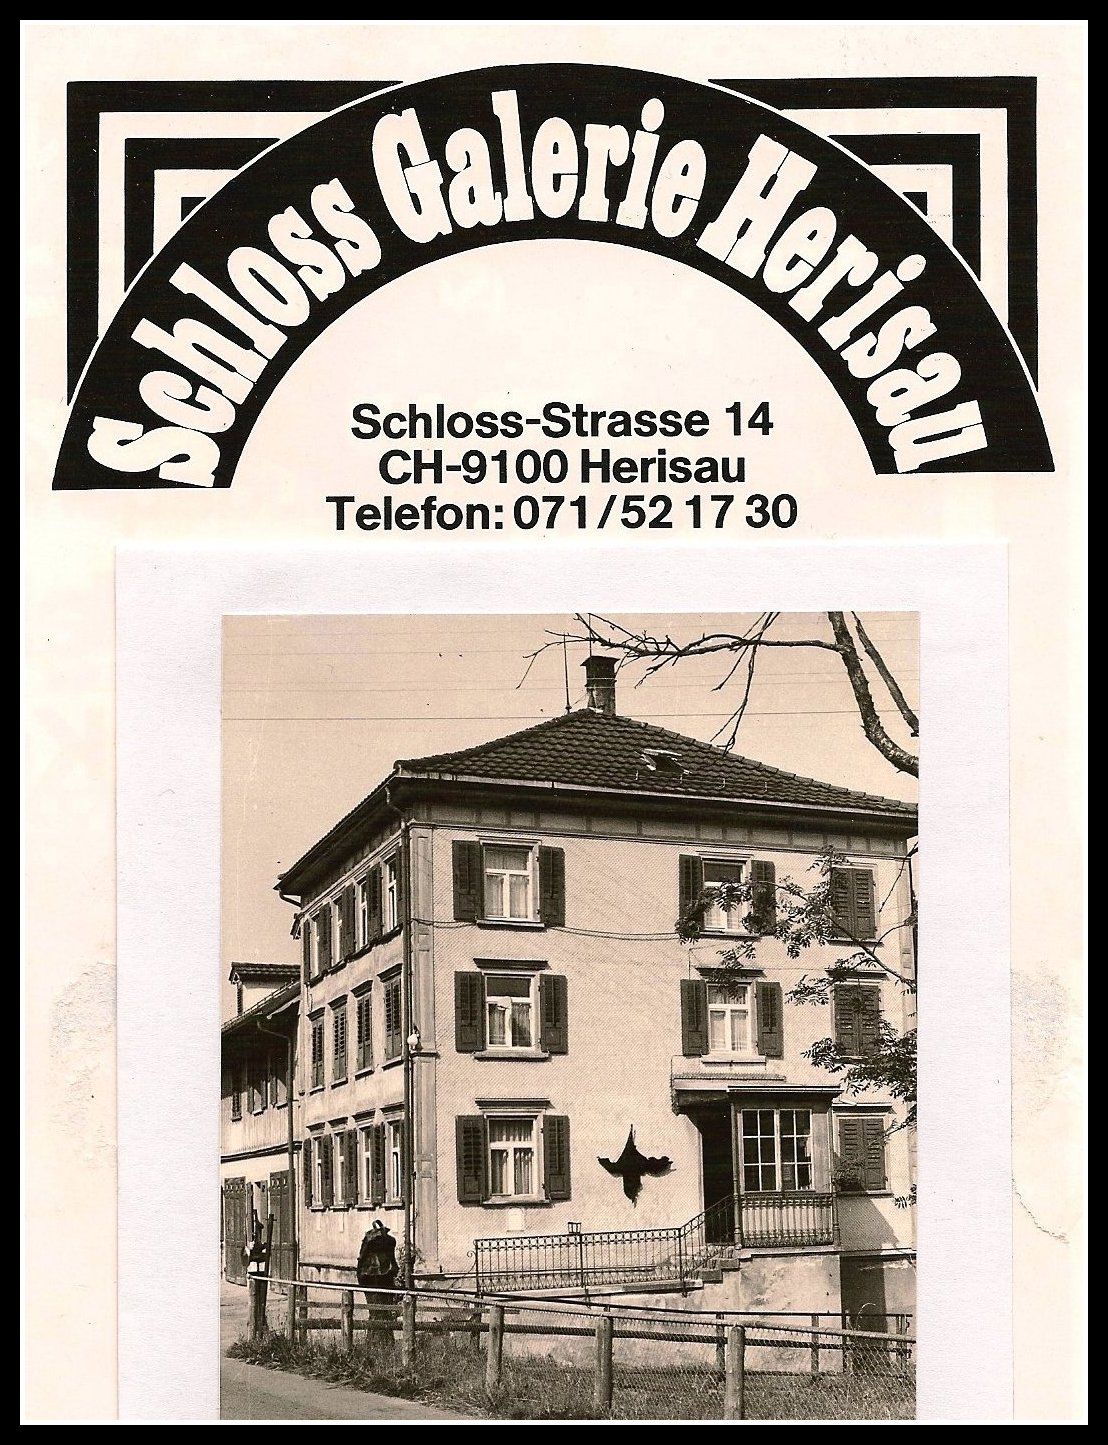 Schloss Galerie Herisau
Schloss-Strasse 14
CH-9100 Herisau
Telefon: 071/52 17 30